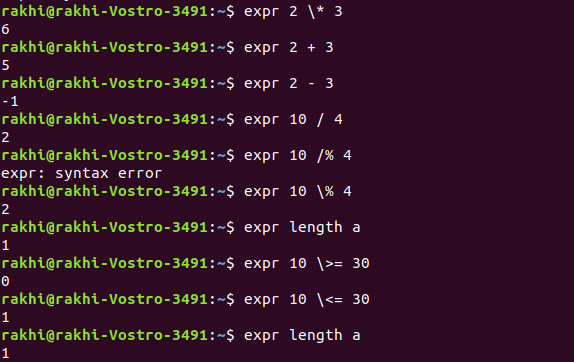 rakhi@rakhi-Vostro-3491:~$ expr 2 \* 3
6
rakhi@rakhi-Vostro-3491:~$ expr 2 + 3
5
rakhi@rakhi-Vostro-3491:~$ expr 2 - 3
-1
rakhi@rakhi-Vostro-3491:~$ expr 10 / 4
2
rakhi@rakhi-Vostro-3491:~$ expr 10 /% 4
expr: syntax error
rakhi@rakhi-Vostro-3491:~$ expr 10 \% 4
2
rakhi@rakhi-Vostro-3491:~$ expr length a
1
rakhi@rakhi-Vostro-3491:~$ expr 10 \>= 30
0
rakhi@rakhi-Vostro-3491:~$ expr 10 \<= 30
1
rakhi@rakhi-Vostro-3491:~$ expr length a
1